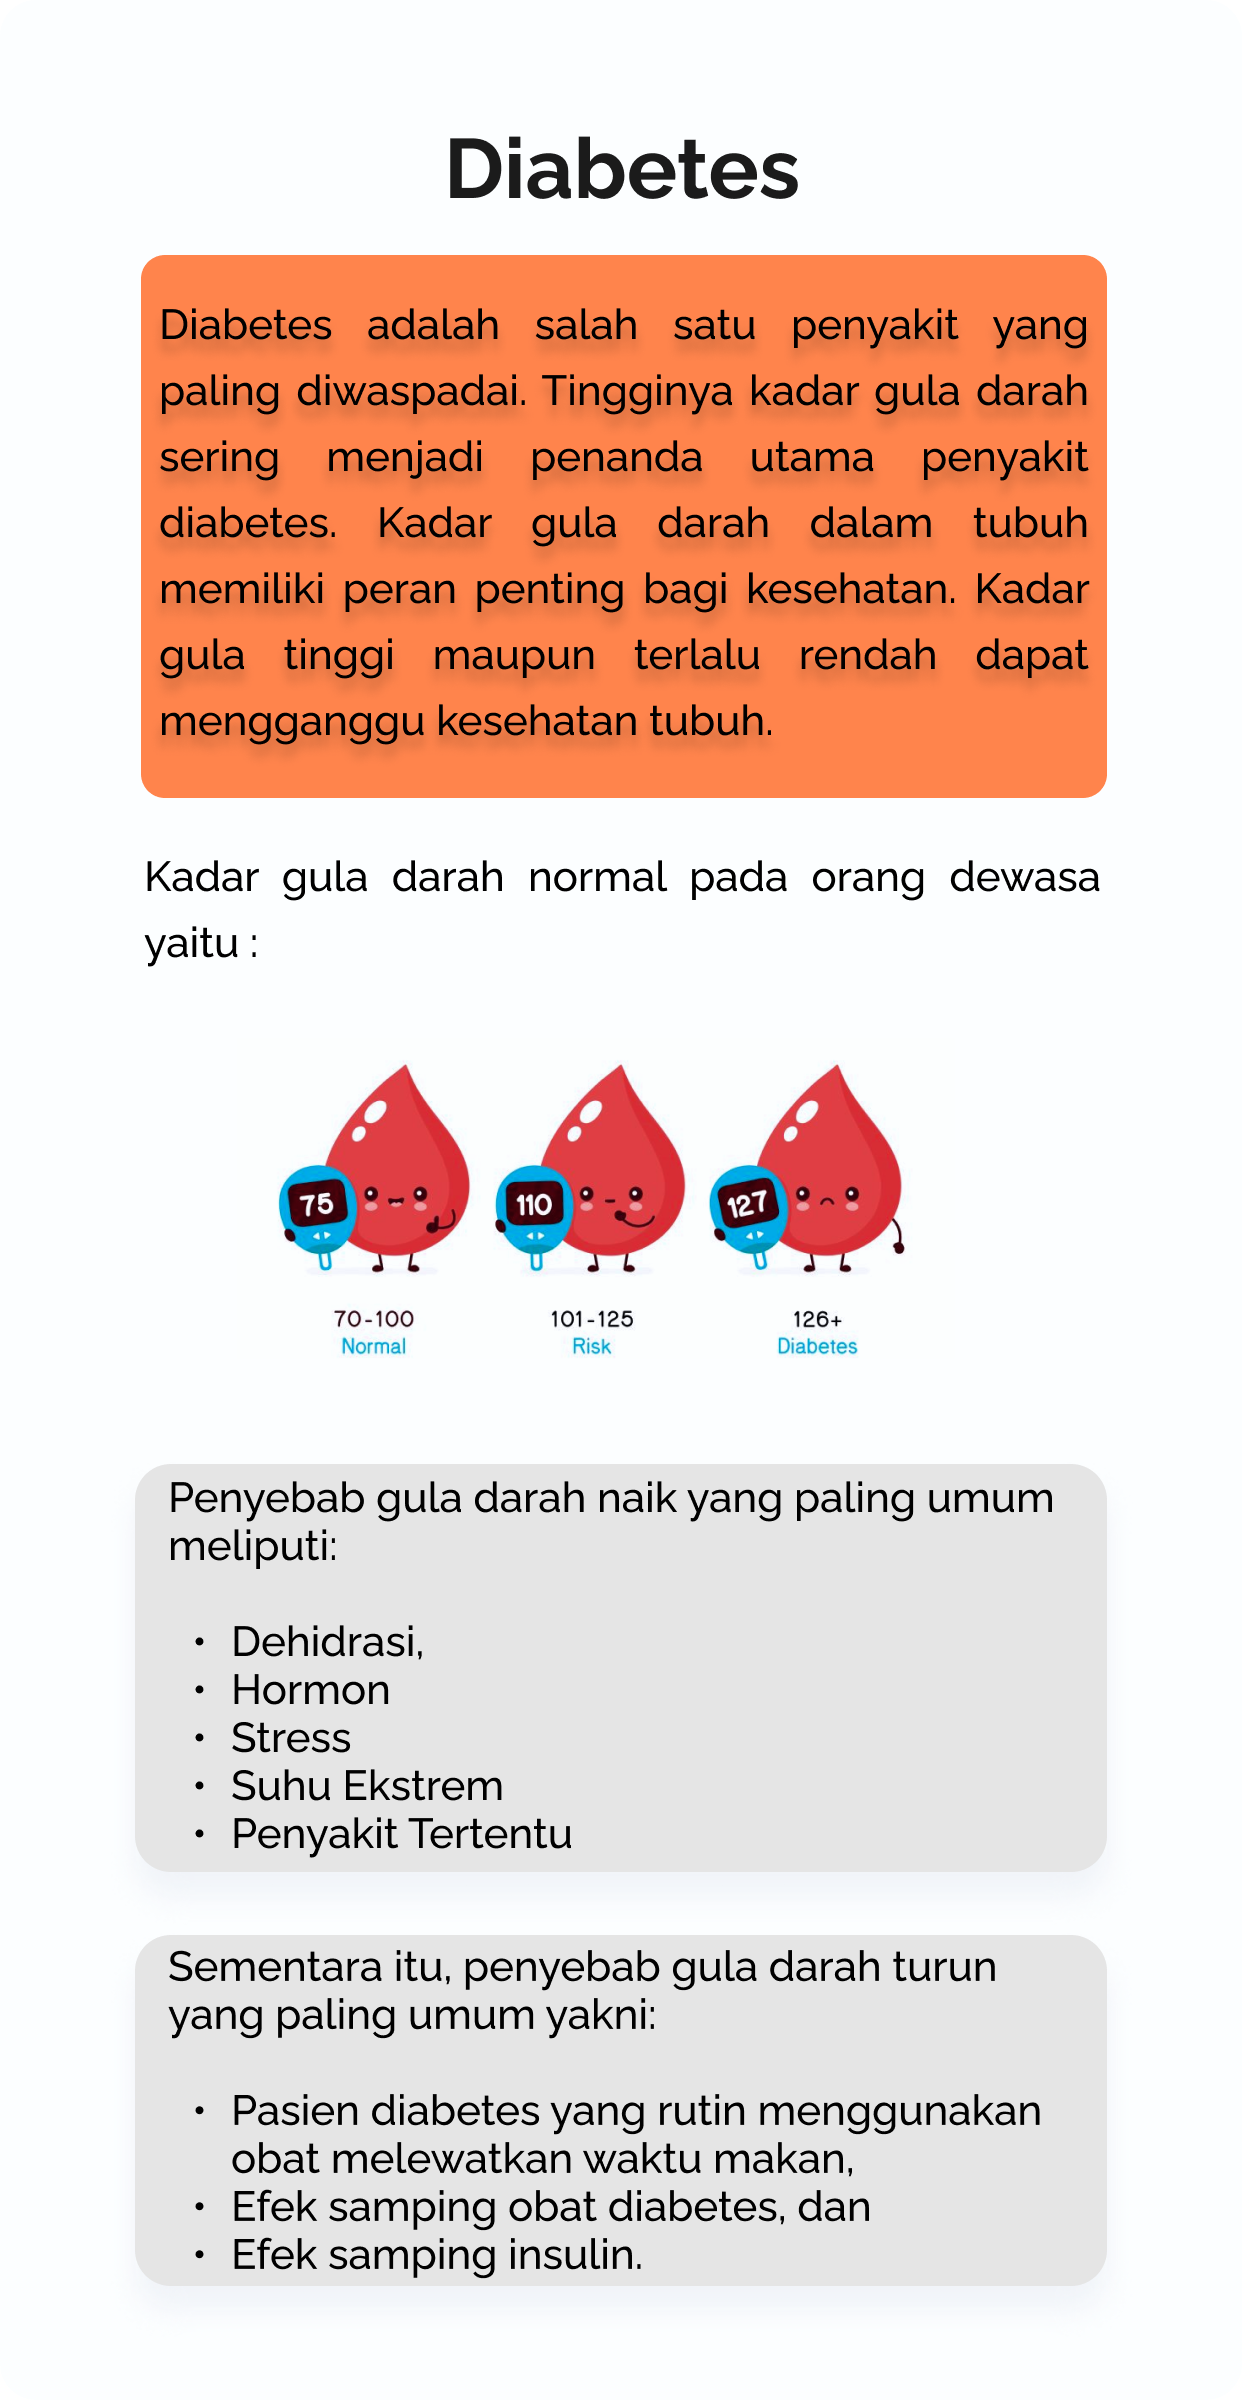 Diabetes
Diabetes adalah salah satu penyakit yang
paling diwaspadai. Tingginya kadar gula darah
sering menjadi penanda utama penyakit
diabetes. Kadar gula darah dalam tubuh
memiliki peran penting bagi kesehatan. Kadar
gula tinggi maupun terlalu rendah dapat
mengganggu kesehatan tubuh.
Kadar gula darah normal pada orang dewasa
yaitu :
75 110 127
70-100 101-125 126+
Normal Risk Diabetes
Penyebab gula darah naik yang paling umum
meliputi:
• Dehidrasi,
• Hormon
• Stress
• Suhu Ekstrem
• Penyakit Tertentu
Sementara itu, penyebab gula darah turun
yang paling umum yakni:
• Pasien diabetes yang rutin menggunakan
obat melewatkan waktu makan,
• Efek samping obat diabetes, dan
• Efek samping insulin.